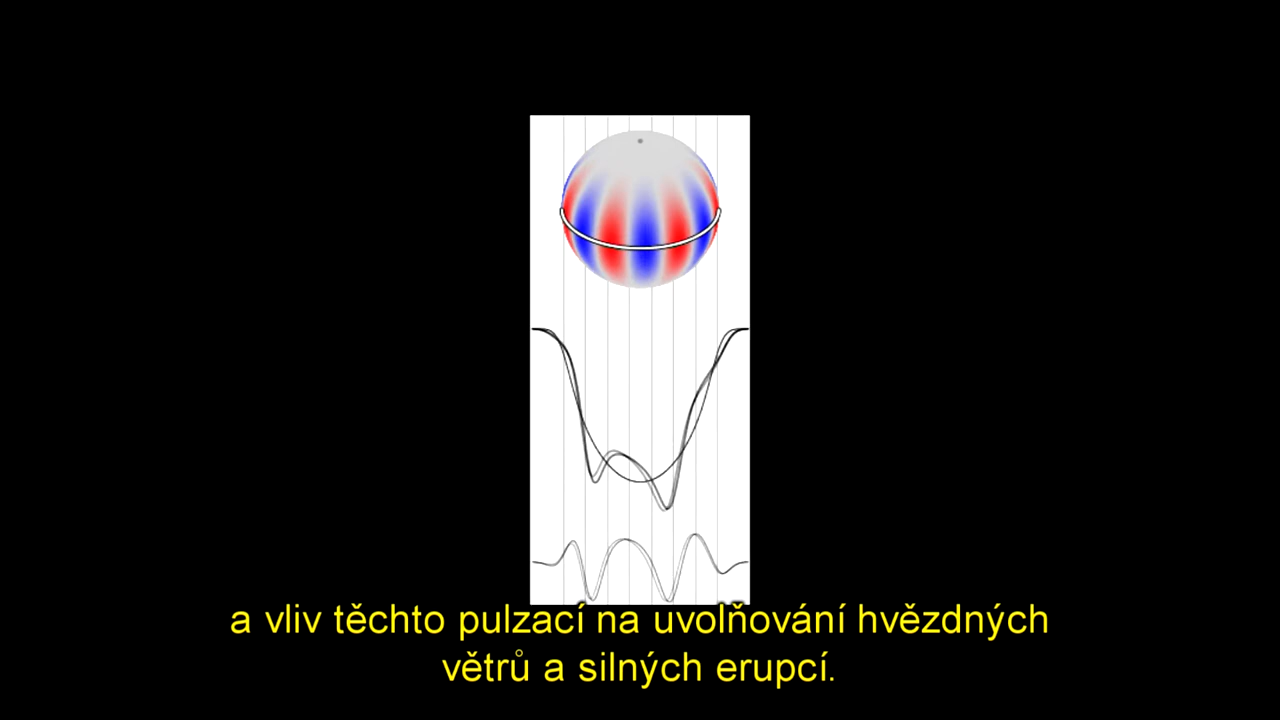 a vliv těchto pulzací na uvolňování hvězdných
větrů a silných erupcí.